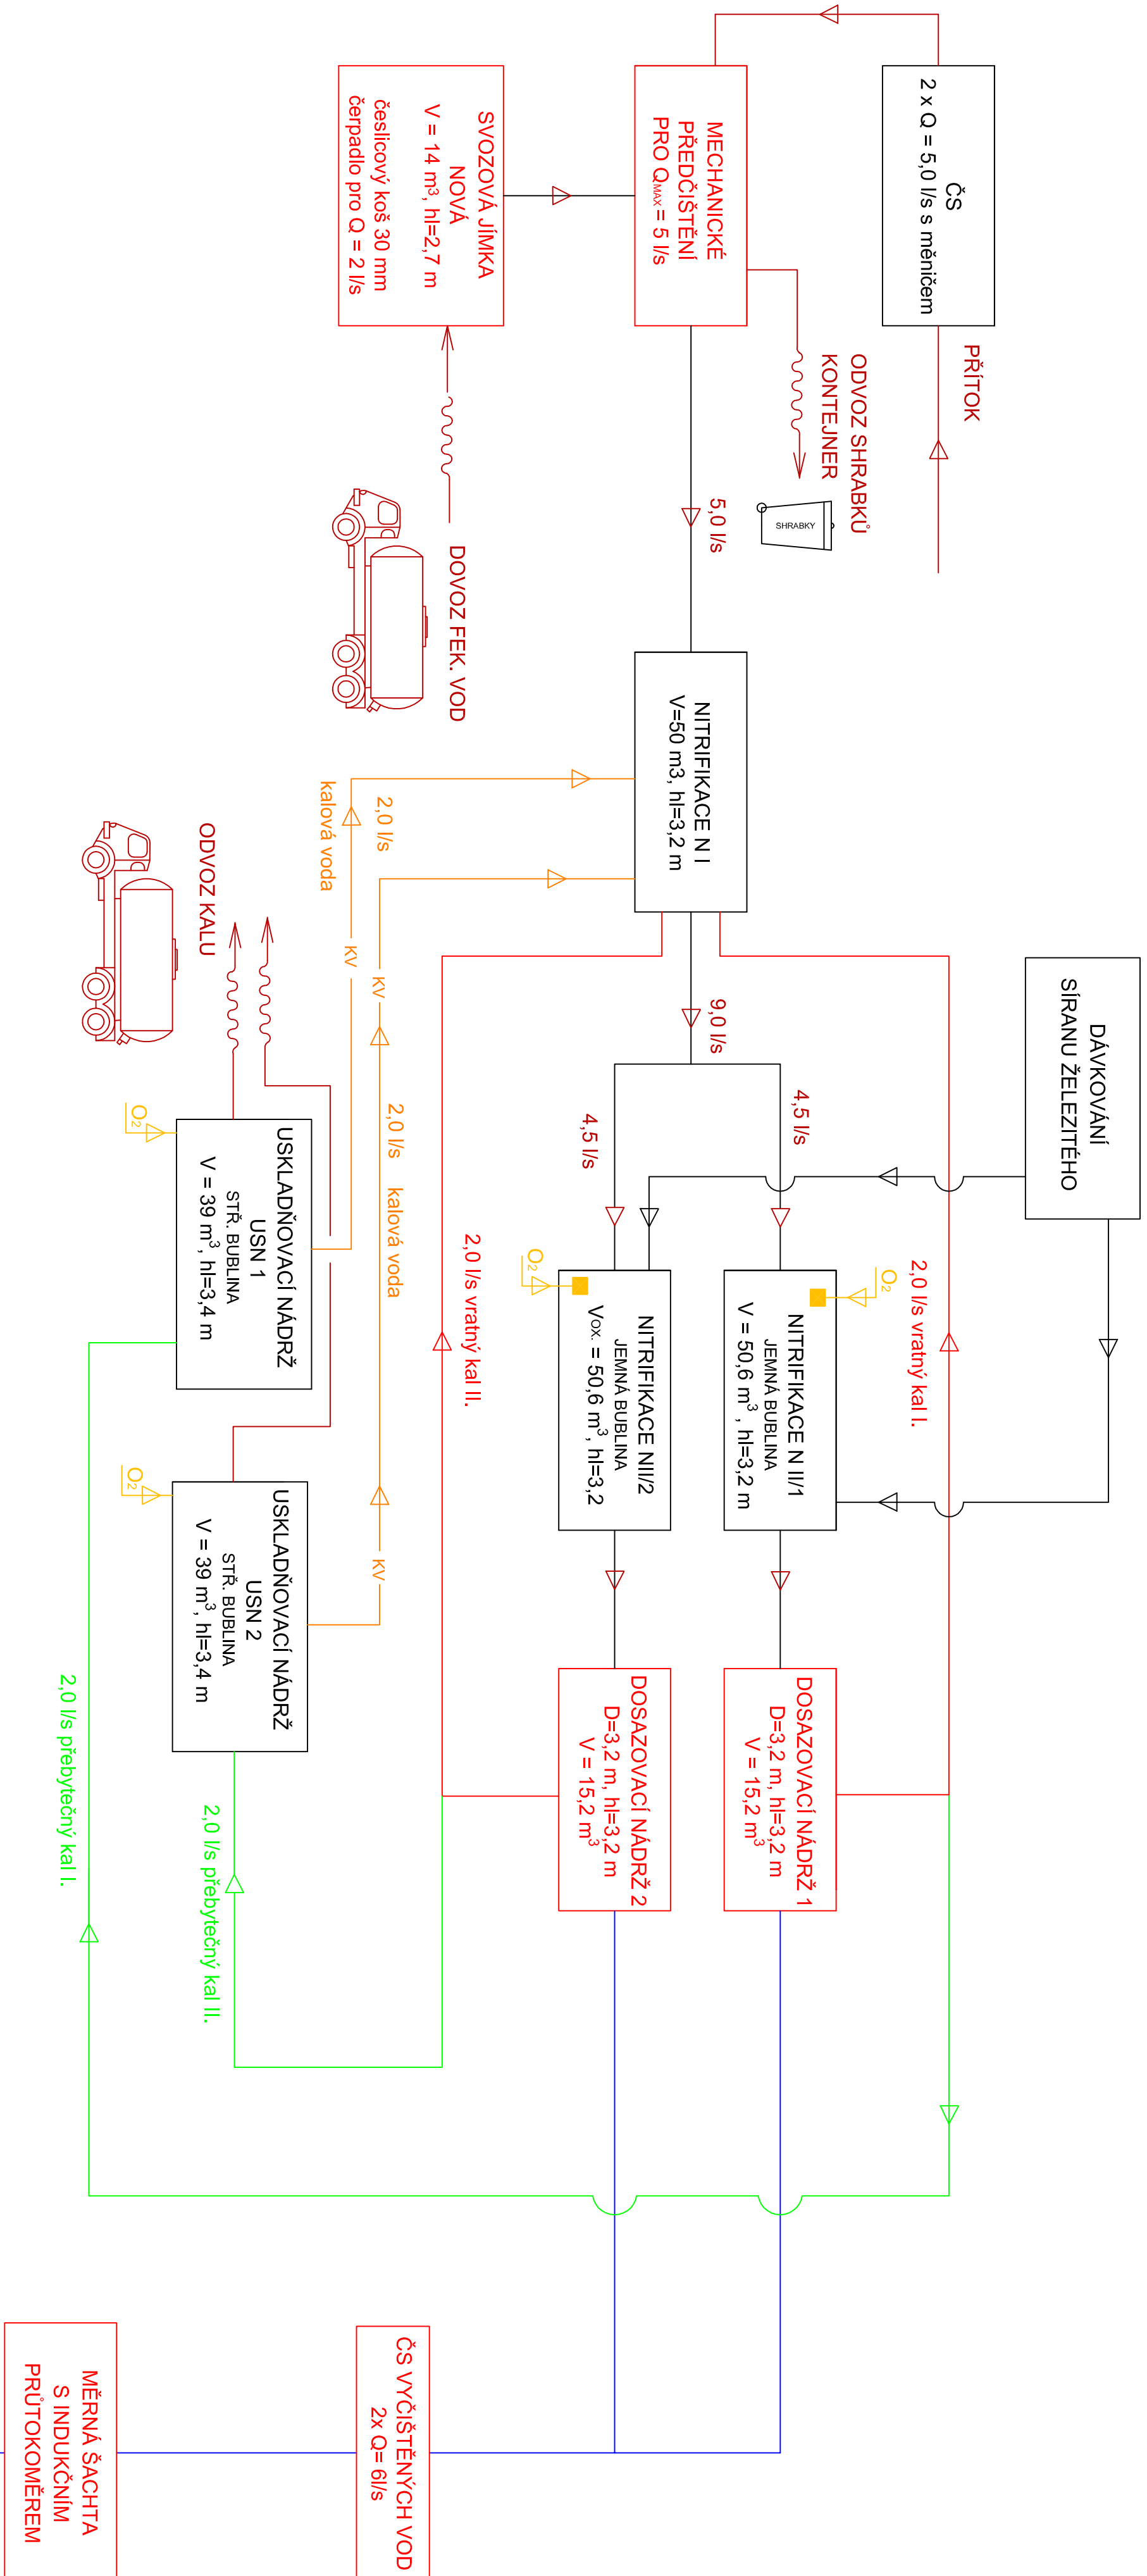 ČS
2 x Q = 5,0 l/s s měničem
PŘÍTOK
MECHANICKÉ
PŘEDČIŠTĚNÍ
PRO QMAX = 5 l/s
ODVOZ SHRABKŮ
KONTEJNER
SHRABKY
SVOZOVÁ JÍMKA
NOVÁ
V = 14 m³, hl=2,7 m
česlicový koš 30 mm
čerpadlo pro Q = 2 l/s
DOVOZ FEK. VOD
5,0 l/s
NITRIFIKACE N I
V=50 m3, hl=3,2 m
2,0 l/s
kalová voda
KV
KV
9,0 l/s
4,5 l/s
4,5 l/s
DÁVKOVÁNÍ
SÍRANU ŽELEZITÉHO
2,0 l/s vratný kal I.
O₂
NITRIFIKACE N II/1
JEMNÁ BUBLINA
V = 50,6 m³ , hl=3,2 m
O₂
NITRIFIKACE NII/2
JEMNÁ BUBLINA
VOX. = 50,6 m³, hl=3,2
2,0 l/s vratný kal II.
2,0 l/s kalová voda
KV
ODVOZ KALU
O₂
USKLADŇOVACÍ NÁDRŽ
USN 1
STŘ. BUBLINA
V = 39 m³, hl=3,4 m
O₂
USKLADŇOVACÍ NÁDRŽ
USN 2
STŘ. BUBLINA
V = 39 m³, hl=3,4 m
DOSAZOVACÍ NÁDRŽ 1
D=3,2 m, hl=3,2 m
V = 15,2 m³
DOSAZOVACÍ NÁDRŽ 2
D=3,2 m, hl=3,2 m
V = 15,2 m³
2,0 l/s přebytečný kal II.
2,0 l/s přebytečný kal I.
ČS VYČIŠTĚNÝCH VOD
2x Q= 6l/s
MĚRNÁ ŠACHTA
S INDUKČNÍM
PRŮTOKOMĚREM